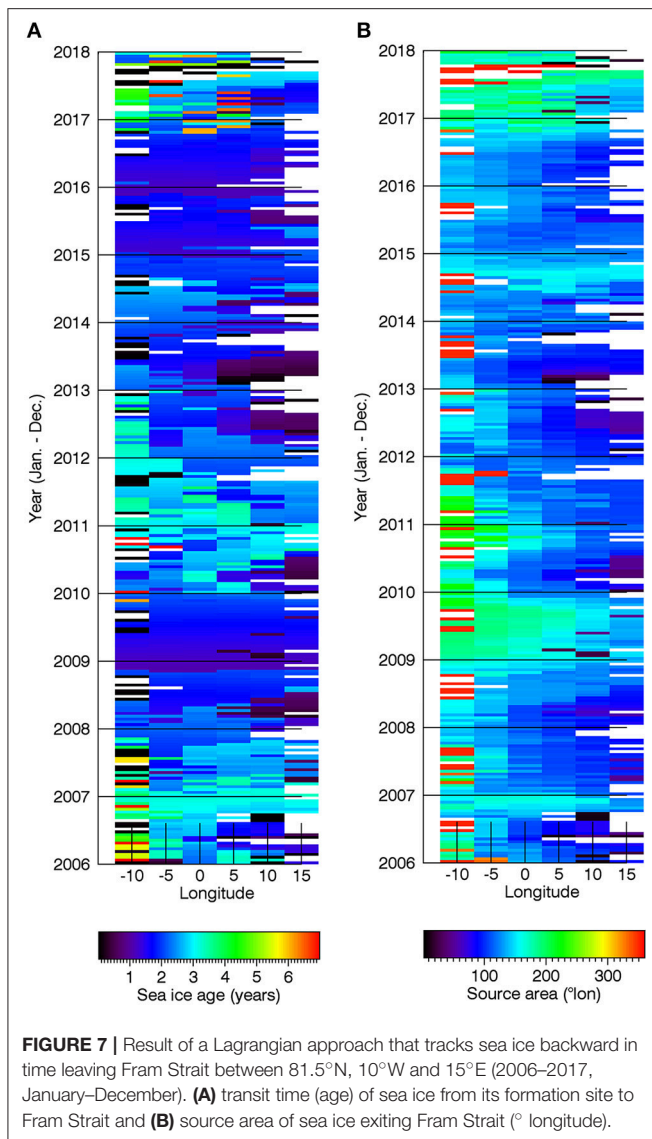 A
B
2018
2017
2016
2015
2014
2013
2012
2011
2010
2009
2008
2007
2006
Year (Jan. - Dec.)
-10 -5 0 5 10 15
Longitude
1 2 3 4 5 6
Sea ice age (years)
2018
2017
2016
2015
2014
2013
2012
2011
2010
2009
2008
2007
2006
Year (Jan. - Dec.)
-10 -5 0 5 10 15
Longitude
100 200 300
Source area (°lon)
FIGURE 7 | Result of a Lagrangian approach that tracks sea ice backward in
time leaving Fram Strait between 81.5°N, 10°W and 15°E (2006–2017,
January–December). (A) transit time (age) of sea ice from its formation site to
Fram Strait and (B) source area of sea ice exiting Fram Strait (° longitude).